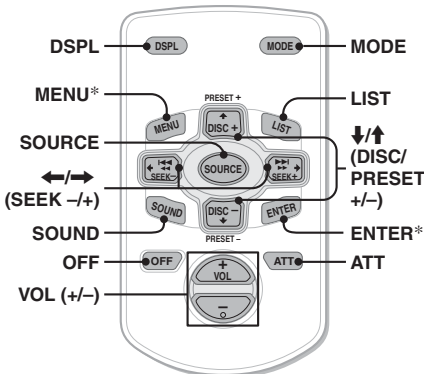 DSPL
DSPL
MODE
MODE
MENU*
MENU
PRESET +
DISC +
LIST
LIST
SOURCE
SOURCE
←/→
(SEEK –/+)
SEEK–
SEEK+
↓/↑
(DISC/
PRESET
+/–)
SOUND
SOUND
DISC –
PRESET –
ENTER
ENTER*
OFF
OFF
ATT
ATT
VOL (+/–)
+
VOL
–